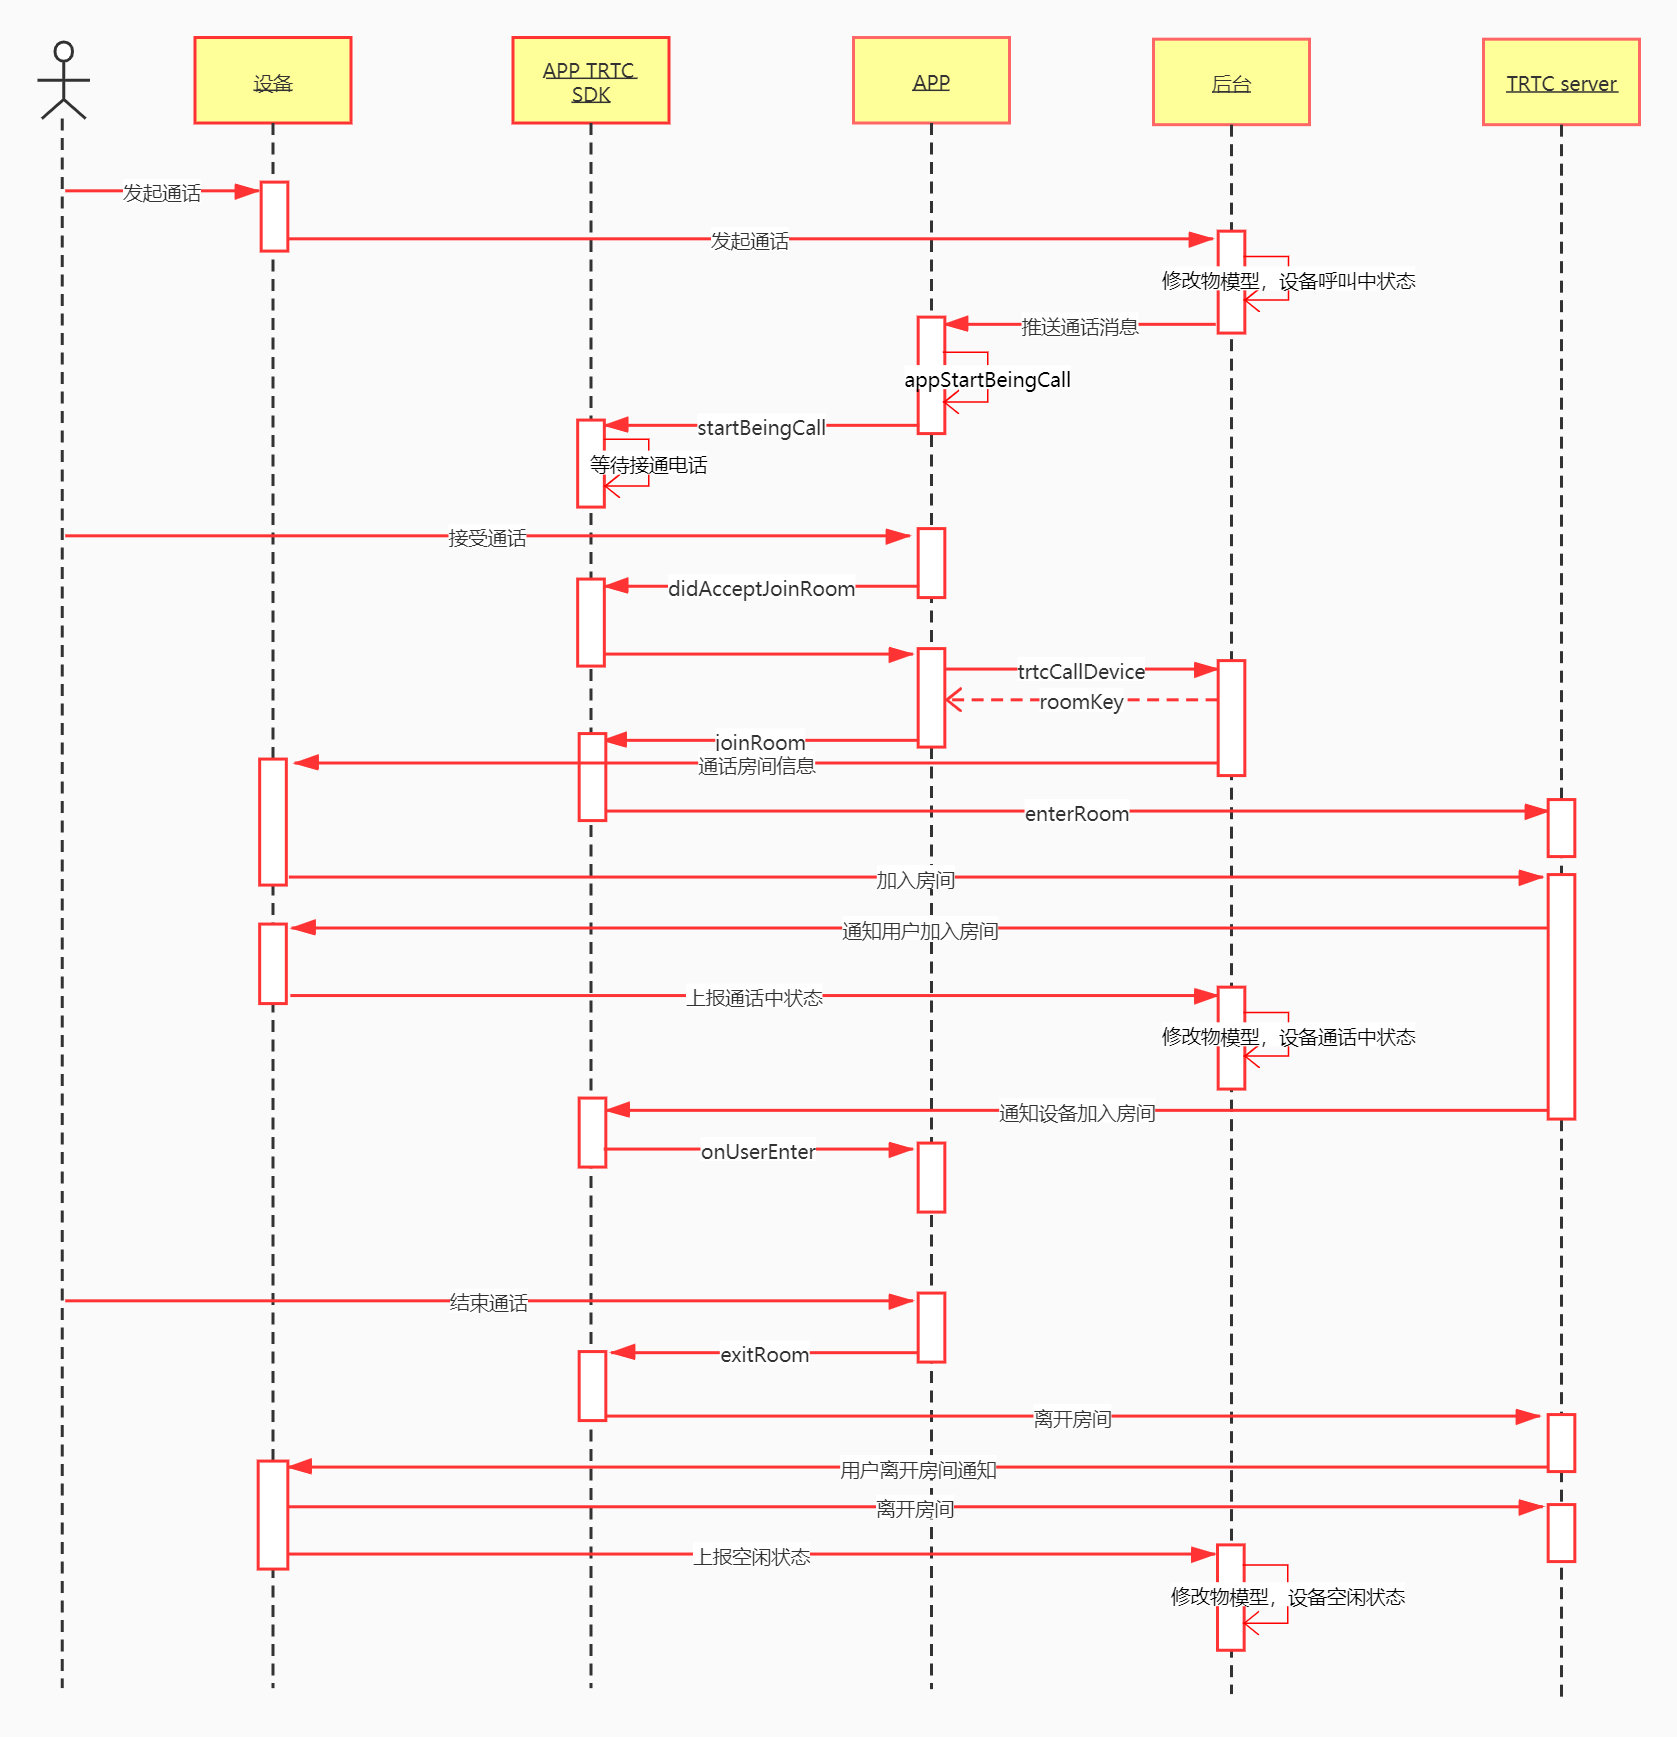 设备
APP TRTC
SDK
APP
后台
TRTC server
发起通话
发起通话
修改物模型，设备呼叫中状态
推送通话消息
appStartBeingCall
startBeingCall
等待接通电话
接受通话
didAcceptJoinRoom
trtcCallDevice
roomKey
joinRoom
通话房间信息
enterRoom
加入房间
通知用户加入房间
上报通话中状态
修改物模型，设备通话中状态
通知设备加入房间
onUserEnter
结束通话
exitRoom
离开房间
用户离开房间通知
离开房间
上报空闲状态
修改物模型，设备空闲状态